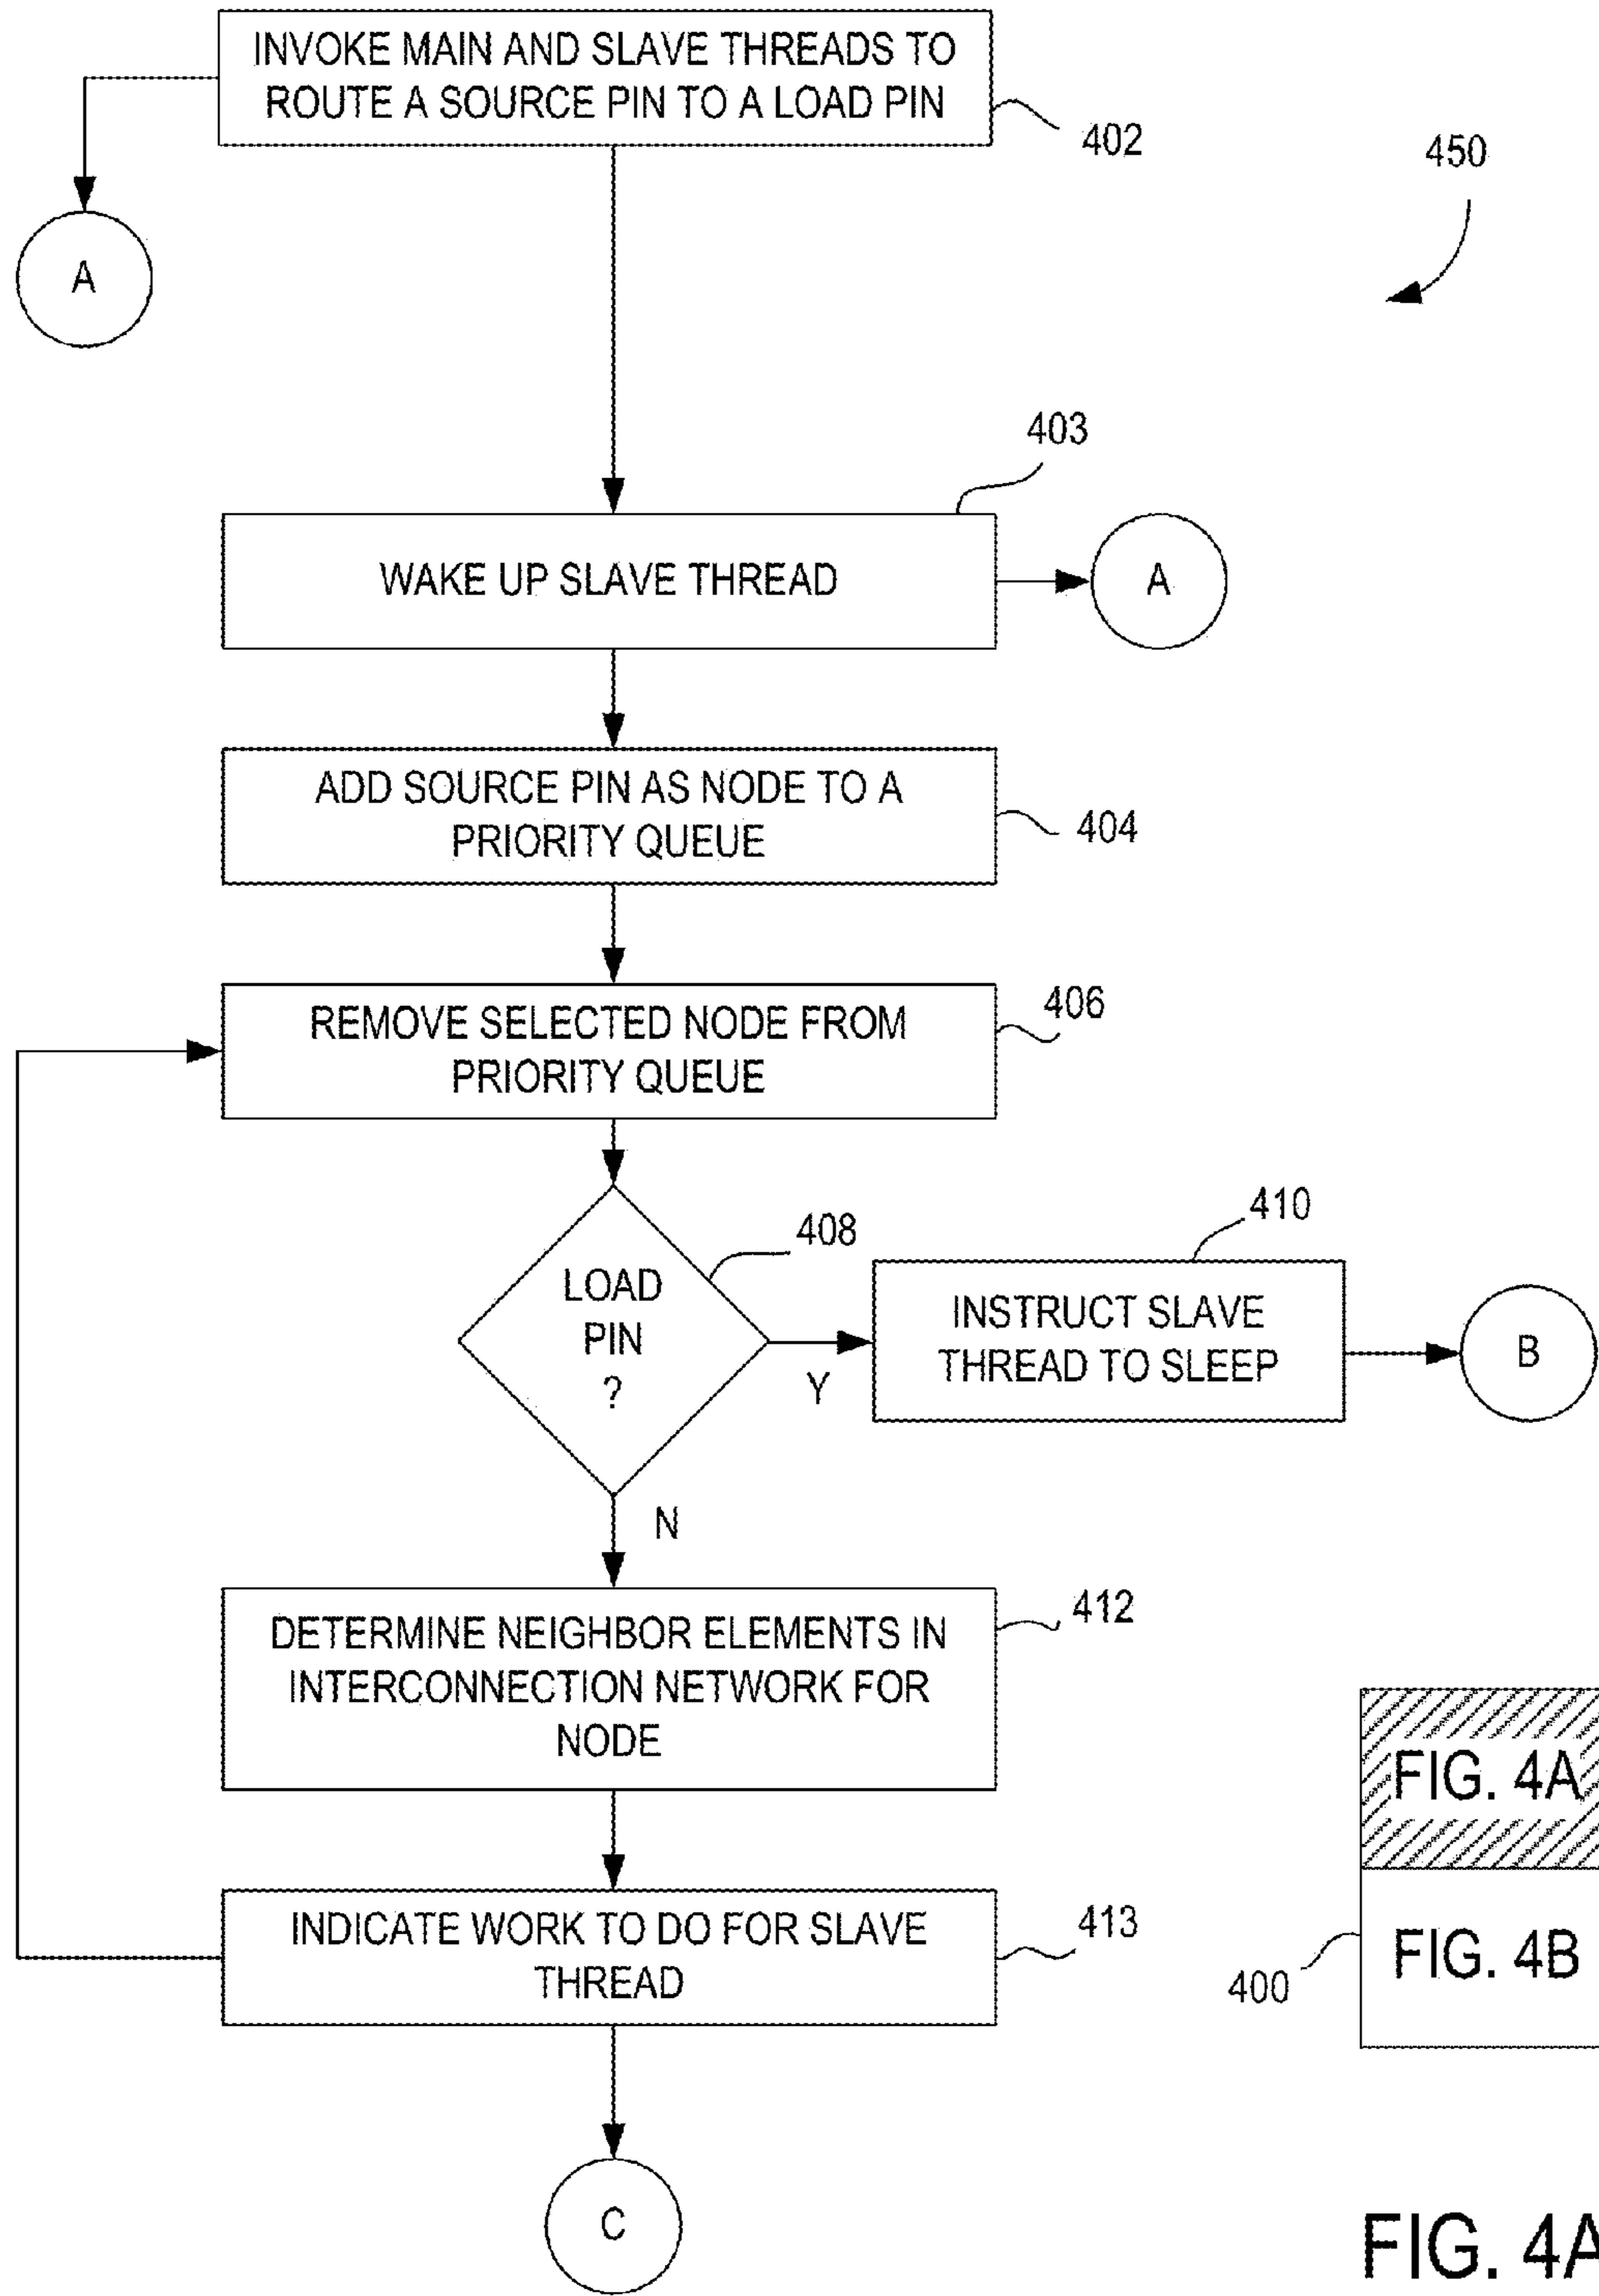 INVOKE MAIN AND SLAVE THREADS TO
ROUTE A SOURCE PIN TO A LOAD PIN
402
450
A
403
WAKE UP SLAVE THREAD
A
ADD SOURCE PIN AS NODE TO A
PRIORITY QUEUE
404
REMOVE SELECTED NODE FROM
PRIORITY QUEUE
406
408
LOAD
PIN
?
Y
410
INSTRUCT SLAVE
THREAD TO SLEEP
B
N
DETERMINE NEIGHBOR ELEMENTS IN
INTERCONNECTION NETWORK FOR
NODE
412
INDICATE WORK TO DO FOR SLAVE
THREAD
413
C
FIG. 4A
FIG. 4B
400
FIG. 4A